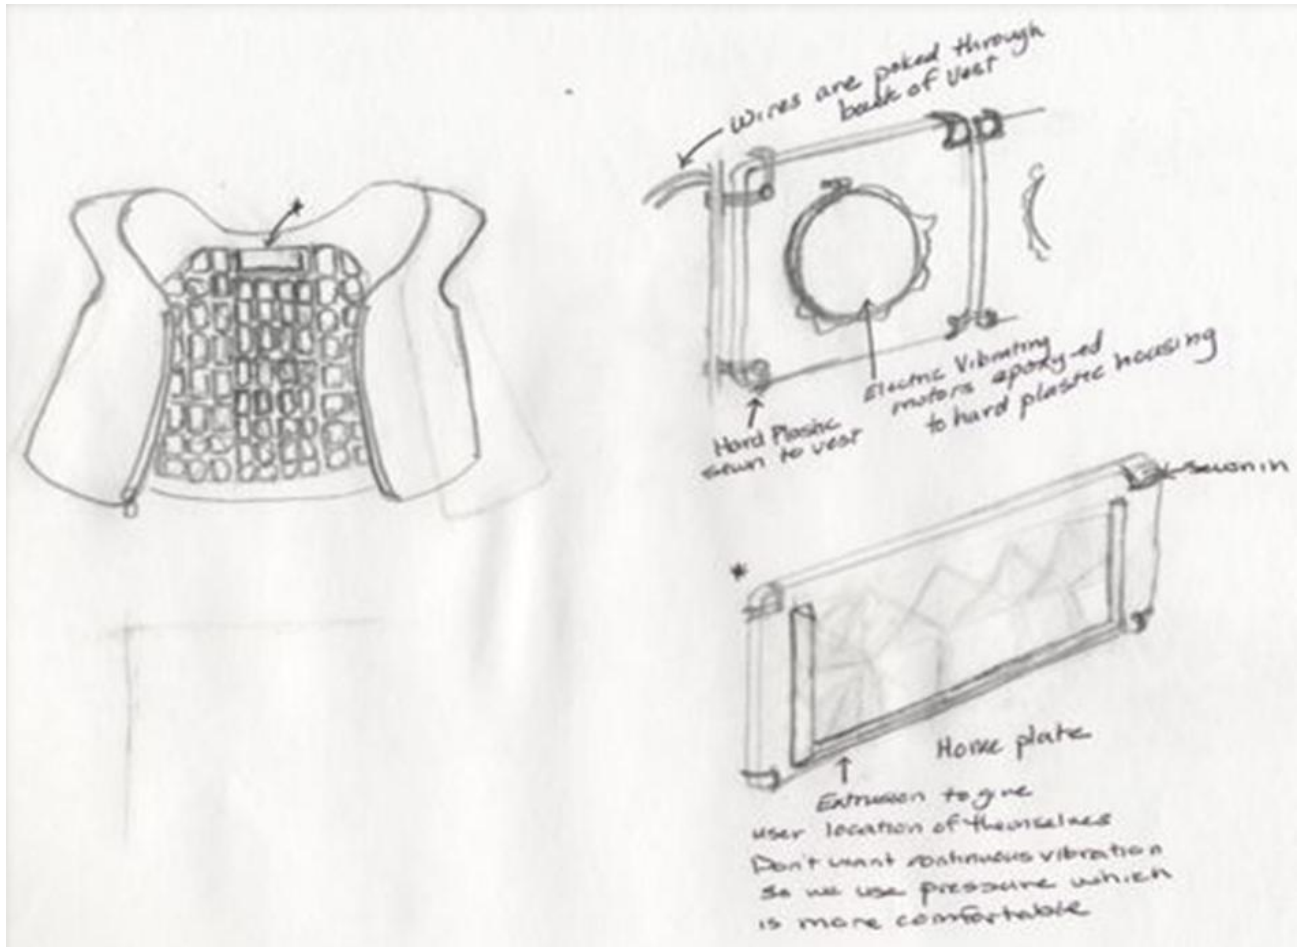 Wires are poked through
back of vest
Electric Vibrating
motors epoxy-ed
to hard plastic housing
Hard Plastic
sewn to vest
sewn in
*
*
Home plate
Extrusion to give
user location of themselves
Don't want continuous vibration
so we use pressure which
is more comfortable